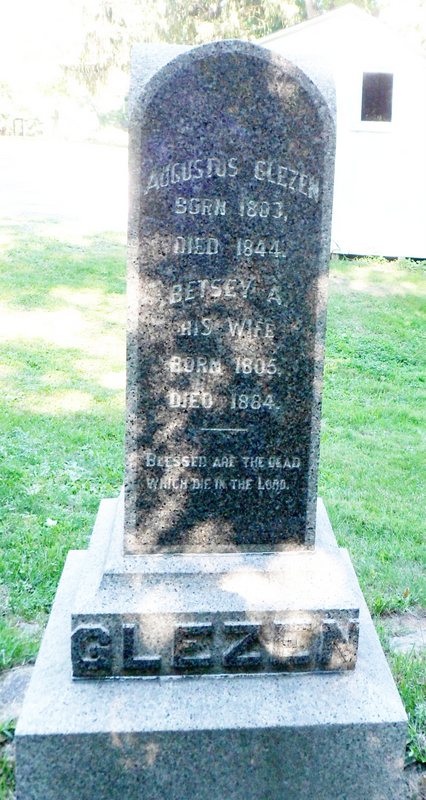 AUGUSTUS GLEZEN
BORN 1803,
DIED 1844.
BETSEY A.
HIS WIFE
BORN 1805.
DIED 1884.
BLESSED ARE THE DEAD
WHICH DIE IN THE LORD.
GLEZEN